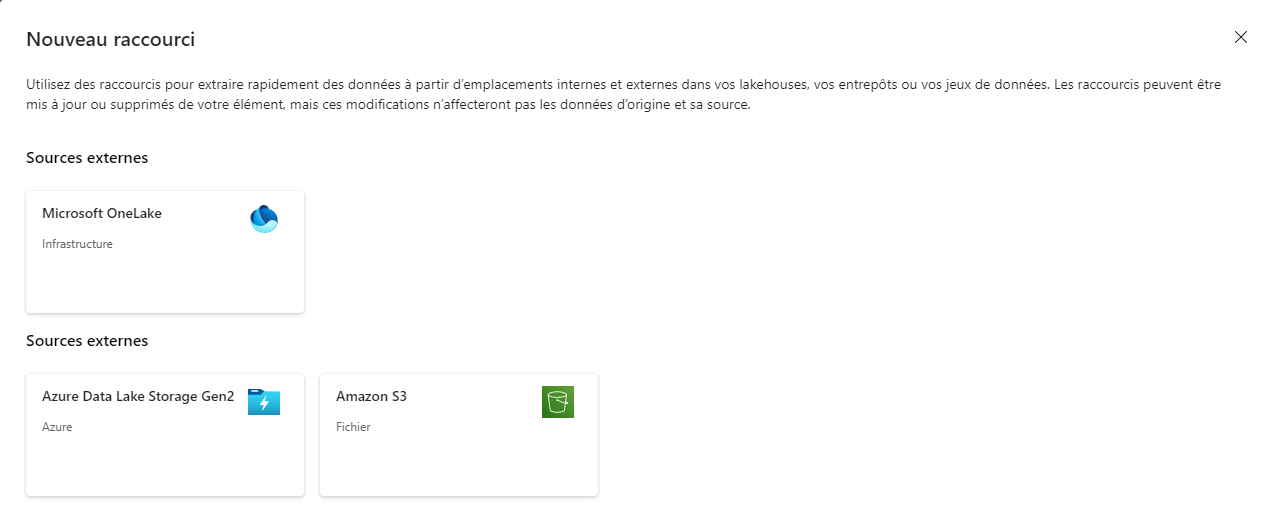 Nouveau raccourci
Utilisez des raccourcis pour extraire rapidement des données à partir d’emplacements internes et externes dans vos lakehouses, vos entrepôts ou vos jeux de données. Les raccourcis peuvent être
mis à jour ou supprimés de votre élément, mais ces modifications n’affecteront pas les données d’origine et sa source.
Sources externes
Microsoft OneLake
Infrastructure
Sources externes
Azure Data Lake Storage Gen2
Azure
Amazon S3
Fichier